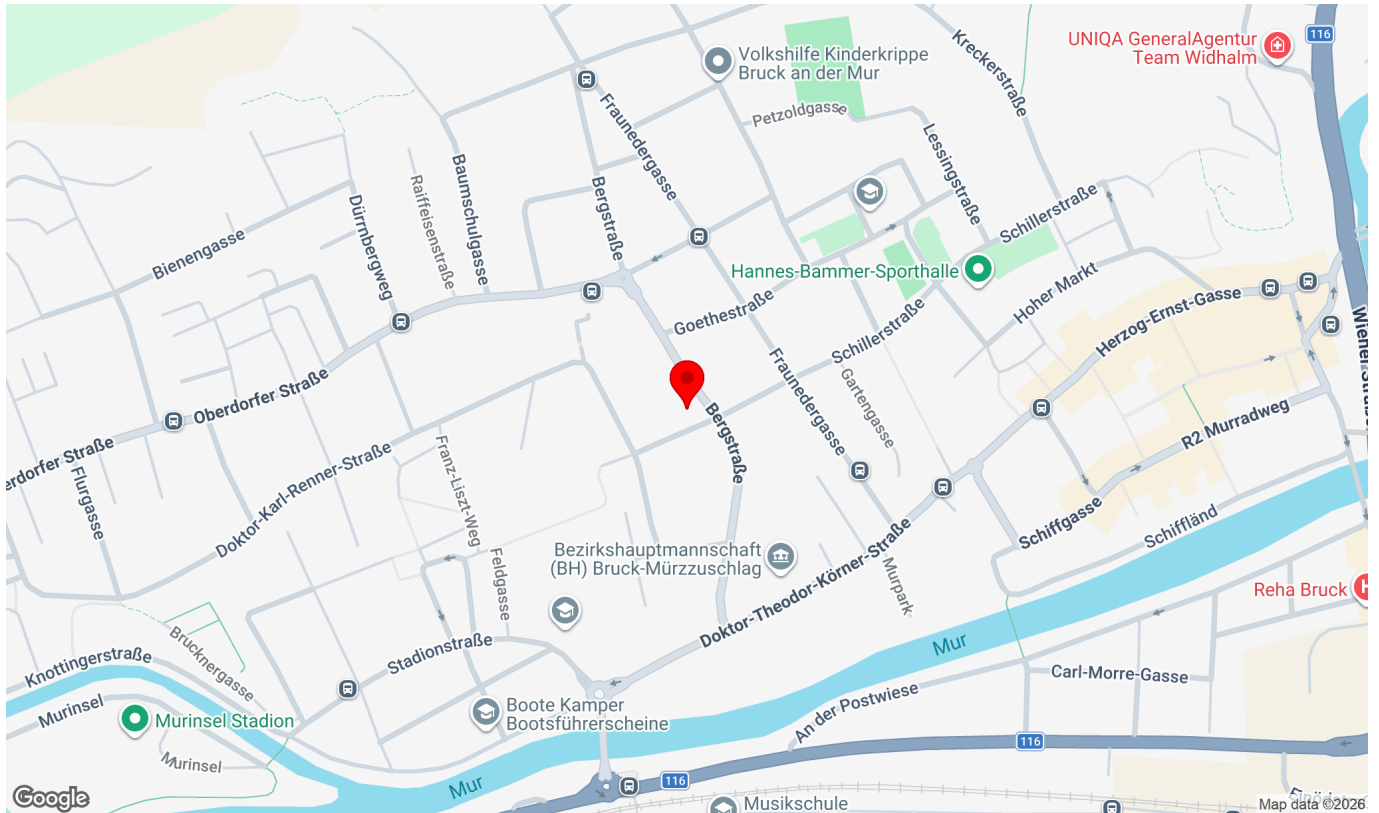 116
UNIQA GeneralAgentur
Team Widhalm
Kreckerstraße
Volkshilfe Kinderkrippe
Bruck an der Mur
Petzoldgasse
Fraunedergasse
Lessingstraße
Baumschulgasse
Raiffeisenstraße
Bergstraße
Dürrnbergweg
Schillerstraße
Bienengasse
Hannes-Bammer-Sporthalle
Hoher Markt
Goethestraße
Herzog-Ernst-Gasse
Schillerstraße
Fraunedergasse
Gartengasse
Oberdorfer Straße
Bergstraße
R2 Murradweg
erdorfer Straße
Flurgasse
Franz-Liszt-Weg
Doktor-Karl-Renner-Straße
Schiffgasse
Schiffländ
Bezirkshauptmannschaft
(BH) Bruck-Mürzzuschlag
Feldgasse
Murpark
Doktor-Theodor-Körner-Straße
Reha Bruck
Mur
Stadionstraße
Brucknergasse
Knottingerstraße
Carl-Morre-Gasse
Murinsel
Murinsel Stadion
Boote Kamper
Bootsführerscheine
An der Postwiese
Murinsel
116
116
Mur
Google
Musikschule
Map data ©2026